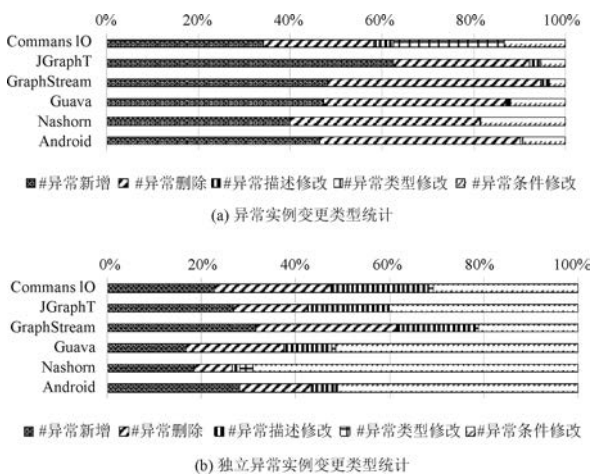 0% 20% 40% 60% 80% 100%
Commans IO
JGraphT
GraphStream
Guava
Nashorn
Android
#异常新增 #异常删除 #异常描述修改 #异常类型修改 #异常条件修改
(a) 异常实例变更类型统计
0% 20% 40% 60% 80% 100%
Commans IO
JGraphT
GraphStream
Guava
Nashorn
Android
#异常新增 #异常删除 #异常描述修改 #异常类型修改 #异常条件修改
(b) 独立异常实例变更类型统计